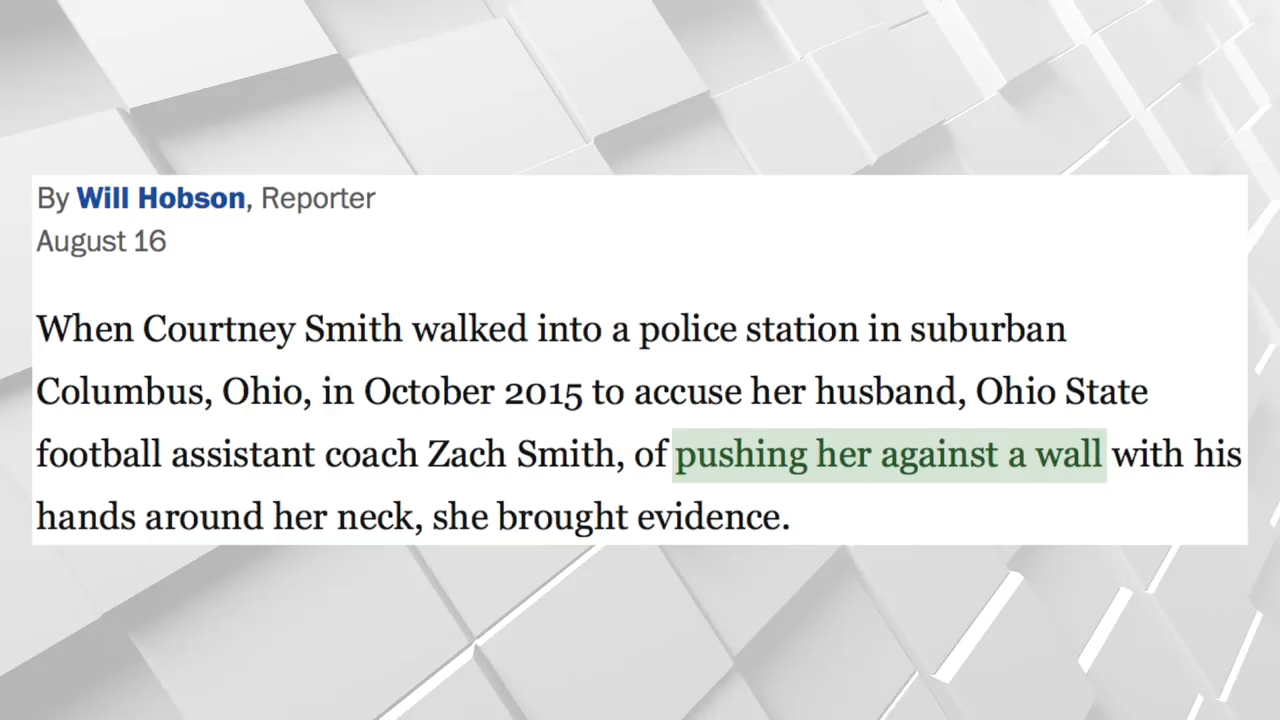 By Will Hobson, Reporter
August 16
When Courtney Smith walked into a police station in suburban
Columbus, Ohio, in October 2015 to accuse her husband, Ohio State
football assistant coach Zach Smith, of pushing her against a wall with his
hands around her neck, she brought evidence.